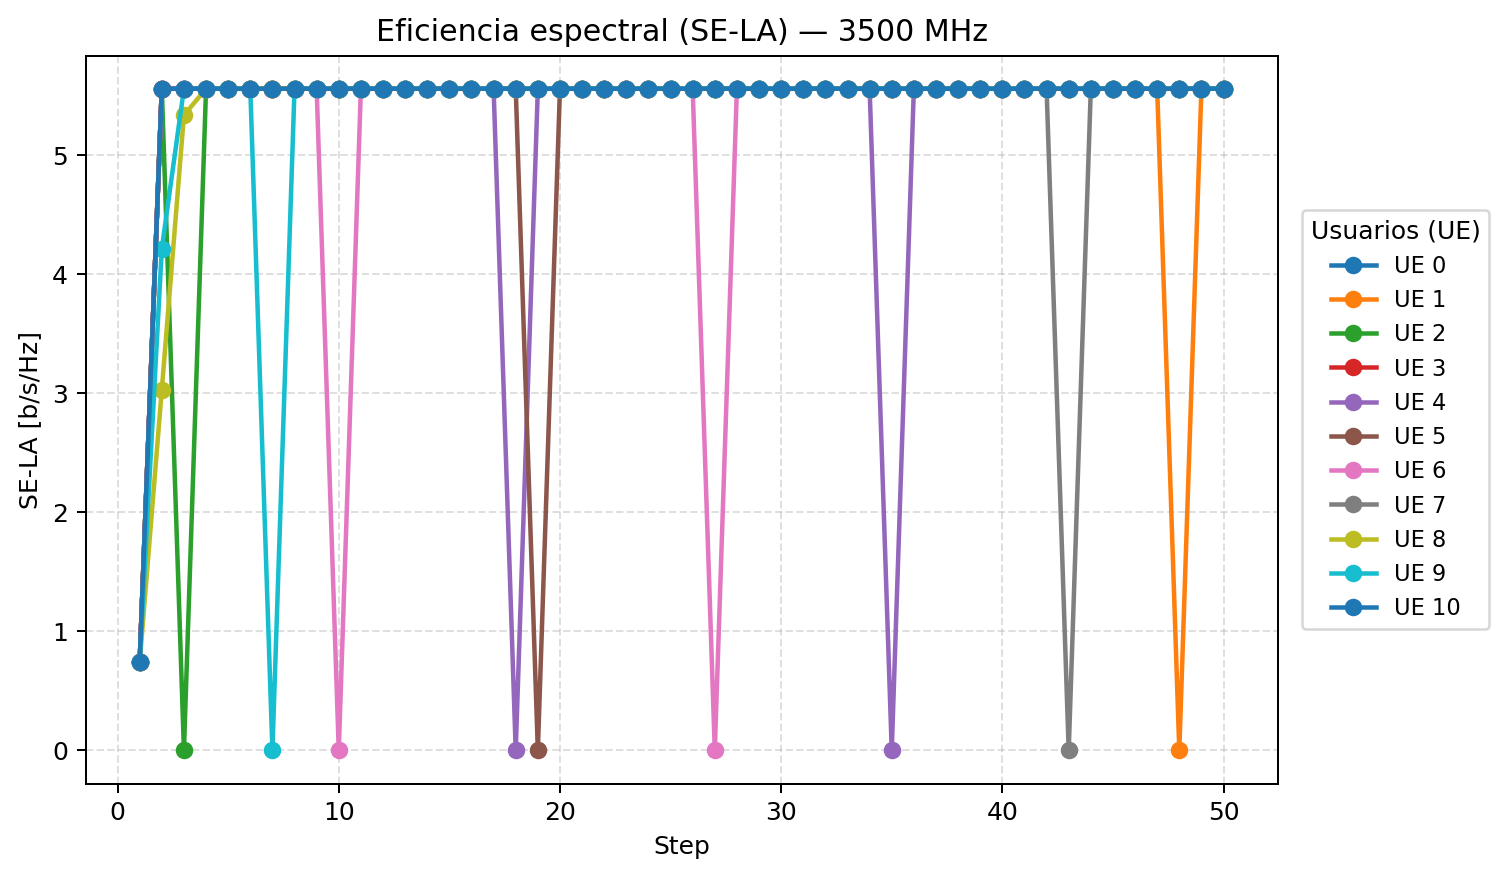 Eficiencia espectral (SE-LA) — 3500 MHz
SE-LA [b/s/Hz]
5
4
3
2
1
0
0 10 20 30 40 50
Step
Usuarios (UE)
UE 0
UE 1
UE 2
UE 3
UE 4
UE 5
UE 6
UE 7
UE 8
UE 9
UE 10